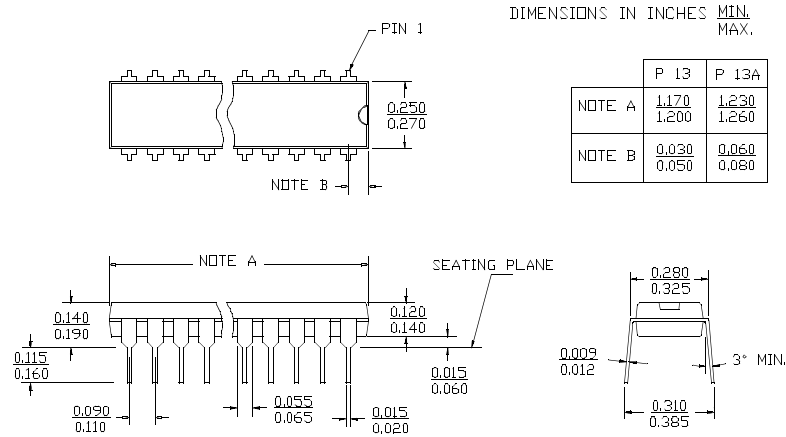 DIMENSIONS IN INCHES MIN.
MAX.
PIN 1
P 13 P 13A
NOTE A 1.170 1.230
1.200 1.260
NOTE B 0.030 0.060
0.050 0.080
0.250
0.270
NOTE B
NOTE A
SEATING PLANE
0.280
0.325
0.140
0.190
0.120
0.140
0.115
0.160
0.015
0.060
0.009
0.012
3° MIN.
0.090
0.110
0.055
0.065
0.015
0.020
0.310
0.385